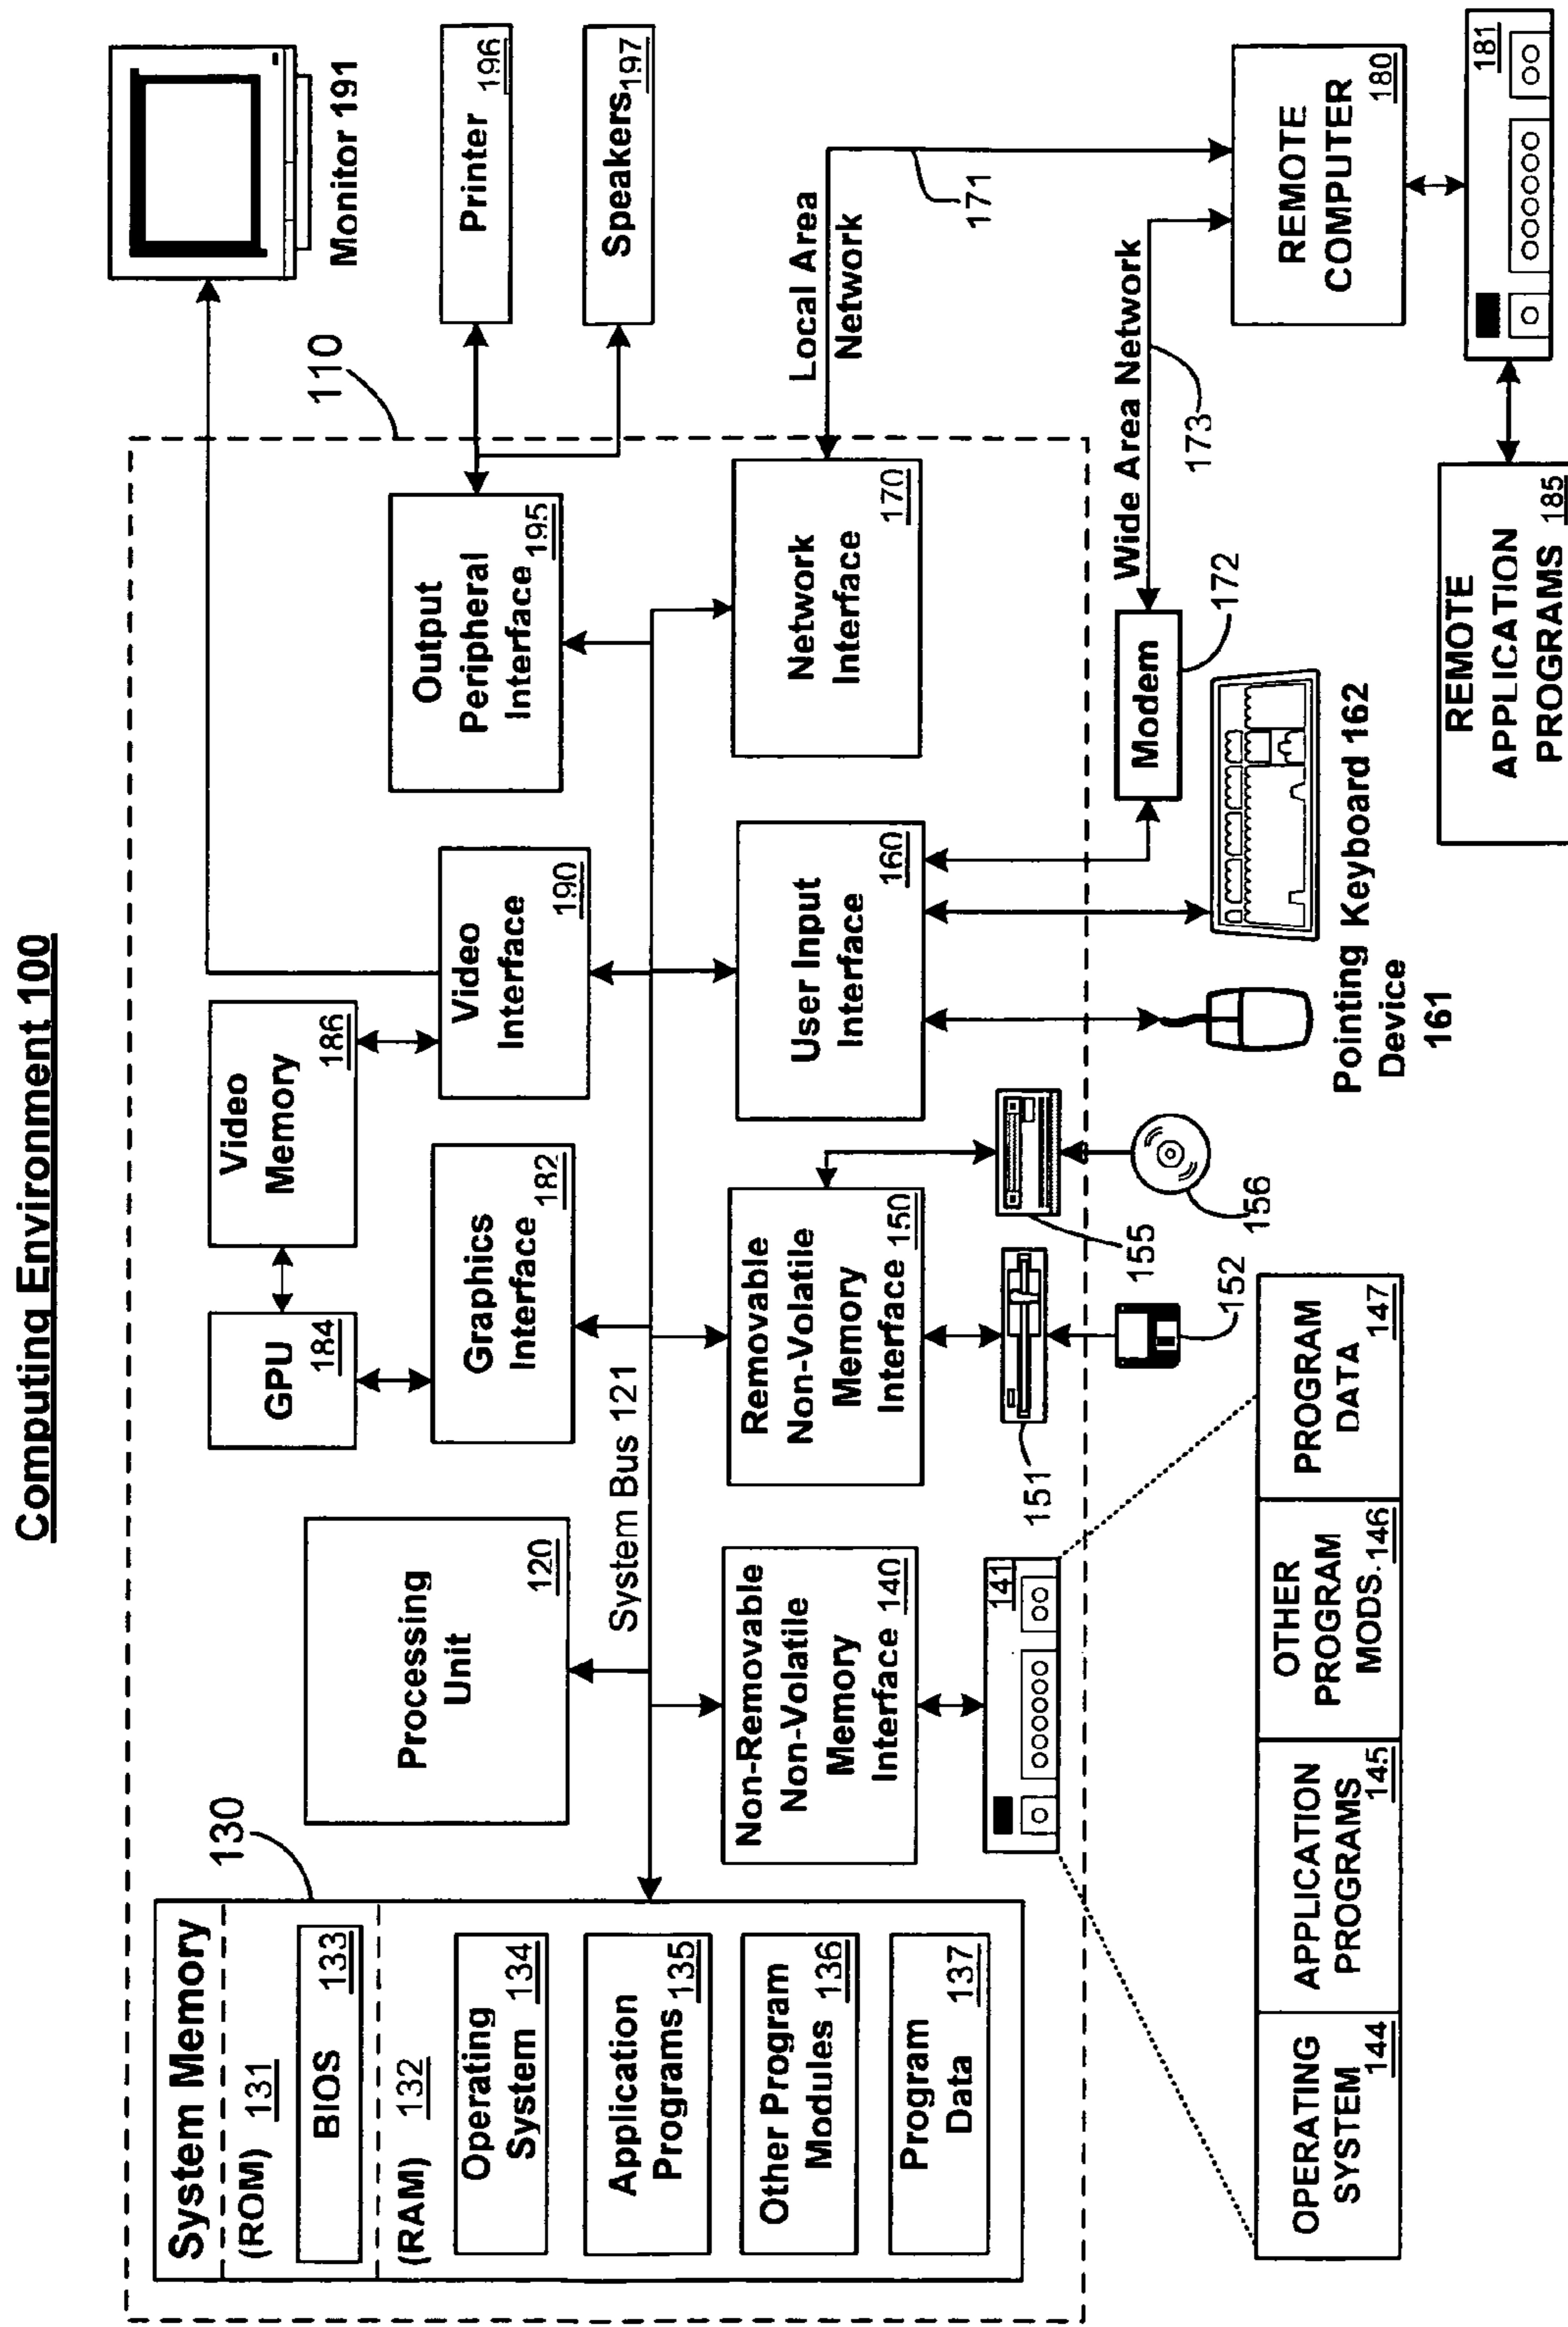 Computing Environment 100
System Memory
(ROM) 131
BIOS 133
(RAM) 132
Operating
System 134
Application
Programs 135
Other Program
Modules 136
Program
Data 137
130
Processing
Unit
120
System Bus 121
GPU
184
Video
Memory
186
Graphics
Interface
182
Video
Interface
190
Output
Peripheral
Interface 195
110
Monitor 191
Printer 196
Speakers 197
Non-Removable
Non-Volatile
Memory
Interface 140
Removable
Non-Volatile
Memory
Interface 150
User Input
Interface
160
Network
Interface
170
Local Area
Network
171
141
151
152
155
156
Wide Area Network
173
Modem
172
Pointing
Device
161
Keyboard 162
OPERATING
SYSTEM 144
APPLICATION
PROGRAMS
145
OTHER
PROGRAM
MODS. 146
PROGRAM
DATA
147
REMOTE
COMPUTER
180
181
REMOTE
APPLICATION
PROGRAMS 185